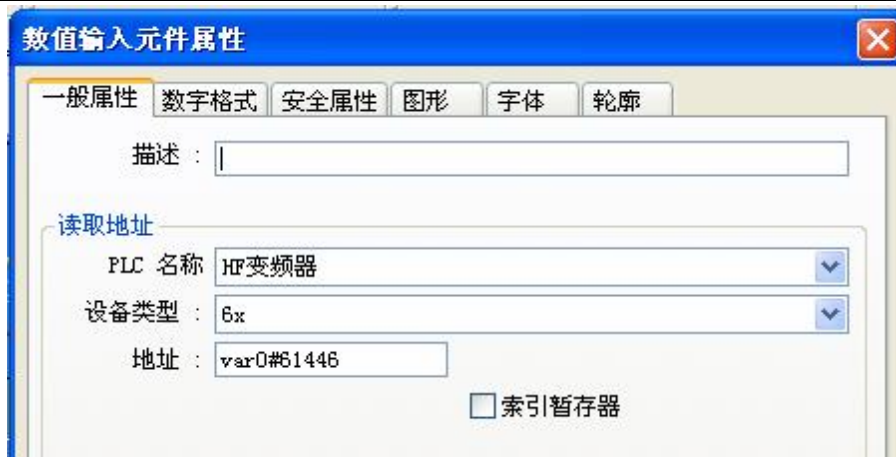 数值输入元件属性
一般属性 数字格式 安全属性 图形 字体 轮廓
描述 :
读取地址
PLC 名称 HF变频器
设备类型 : 6x
地址 : var0#61446
索引暂存器